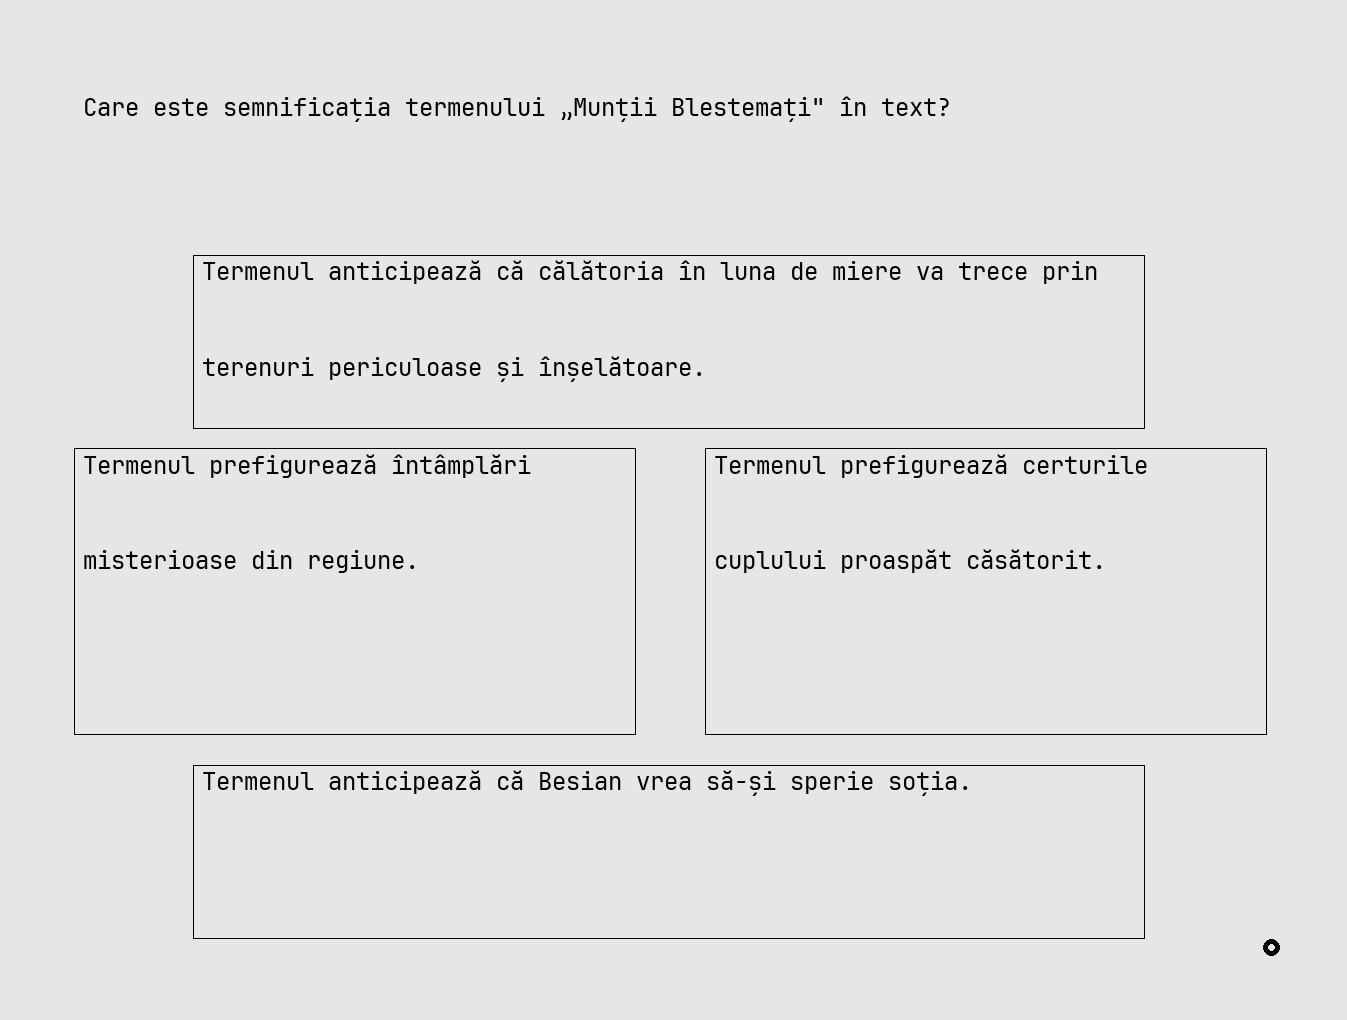 Care este semnificația termenului „Munții Blestemați" în text?
Termenul anticipează că călătoria în luna de miere va trece prin
terenuri periculoase și înșelătoare.
Termenul prefigurează întâmplări
misterioase din regiune.
Termenul prefigurează certurile
cuplului proaspăt căsătorit.
Termenul anticipează că Besian vrea să-și sperie soția.